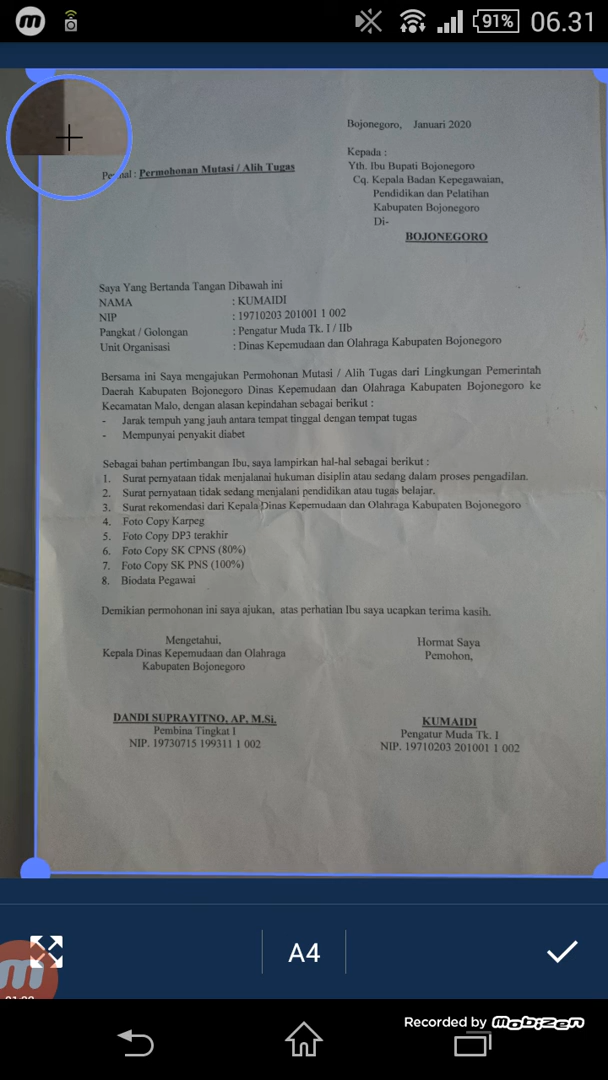 m
91% 06.31
Bojonegoro, Januari 2020
Kepada :
Yth. Ibu Bupati Bojonegoro
Cq. Kepala Badan Kepegawaian,
Pendidikan dan Pelatihan
Kabupaten Bojonegoro
Di-
BOJONEGORO
: Permohonan Mutasi / Alih Tugas
Saya Yang Bertanda Tangan Dibawah ini
NAMA : KUMAIDI
NIP : 19710203 201001 1 002
Pangkat / Golongan : Pengatur Muda Tk. I / IIb
Unit Organisasi : Dinas Kepemudaan dan Olahraga Kabupaten Bojonegoro
Bersama ini Saya mengajukan Permohonan Mutasi / Alih Tugas dari Lingkungan Pemerintah
Daerah Kabupaten Bojonegoro Dinas Kepemudaan dan Olahraga Kabupaten Bojonegoro ke
Kecamatan Malo, dengan alasan kepindahan sebagai berikut :
- Jarak tempuh yang jauh antara tempat tinggal dengan tempat tugas
- Mempunyai penyakit diabet
Sebagai bahan pertimbangan Ibu, saya lampirkan hal-hal sebagai berikut :
1. Surat pernyataan tidak menjalanai hukuman disiplin atau sedang dalam proses pengadilan.
2. Surat pernyataan tidak sedang menjalani pendidikan atau tugas belajar.
3. Surat rekomendasi dari Kepala Dinas Kepemudaan dan Olahraga Kabupaten Bojonegoro
4. Foto Copy Karpeg
5. Foto Copy DP3 terakhir
6. Foto Copy SK CPNS (80%)
7. Foto Copy SK PNS (100%)
8. Biodata Pegawai
Demikian permohonan ini saya ajukan, atas perhatian Ibu saya ucapkan terima kasih.
Mengetahui,
Kepala Dinas Kepemudaan dan Olahraga
Kabupaten Bojonegoro
DANDI SUPRAYITNO, AP, M.Si.
Pembina Tingkat I
NIP. 19730715 199311 1 002
Hormat Saya
Pemohon,
KUMAIDI
Pengatur Muda Tk. I
NIP. 19710203 201001 1 002
A4
m
Recorded by mobizen